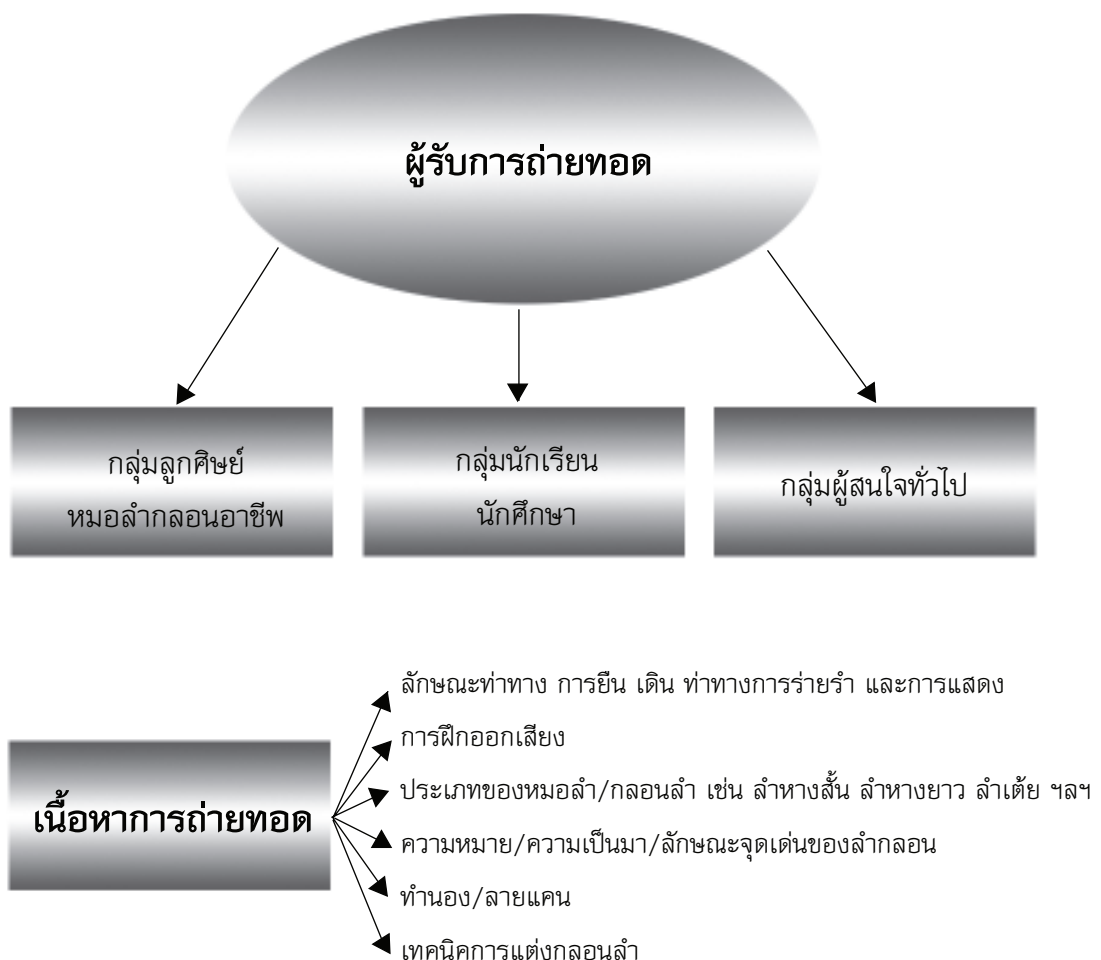 ผู้รับการถ่ายทอด
กลุ่มลูกศิษย์
หมอลำกลอนอาชีพ
กลุ่มนักเรียน
นักศึกษา
กลุ่มผู้สนใจทั่วไป
เนื้อหาการถ่ายทอด
ลักษณะท่าทาง การยืน เดิน ท่าทางการร่ายรำ และการแสดง
การฝึกออกเสียง
ประเภทของหมอลำ/กลอนลำ เช่น ลำหางสั้น ลำหางยาว ลำเต้ย ฯลฯ
ความหมาย/ความเป็นมา/ลักษณะจุดเด่นของลำกลอน
ทำนอง/ลายแคน
เทคนิคการแต่งกลอนลำ